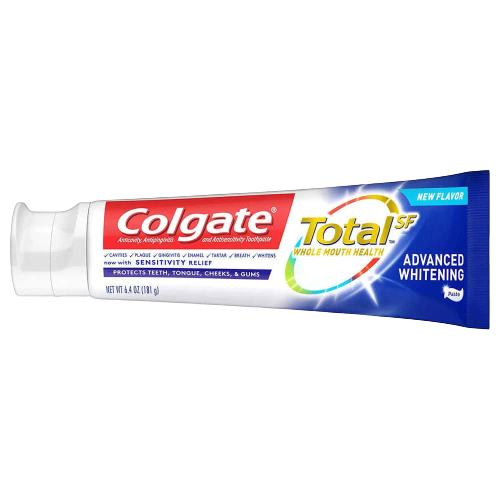 Colgate®
Anticavity, Antigingivitis and Antisensitivity Toothpaste
✓CAVITIES ✓PLAQUE ✓GINGIVITIS ✓ENAMEL ✓TARTAR ✓BREATH ✓WHITENS
now with SENSITIVITY RELIEF
PROTECTS TEETH, TONGUE, CHEEKS, & GUMS
NET WT 6.4 OZ (181 g)
Total SF™
WHOLE MOUTH HEALTH
NEW FLAVOR
ADVANCED
WHITENING
Paste